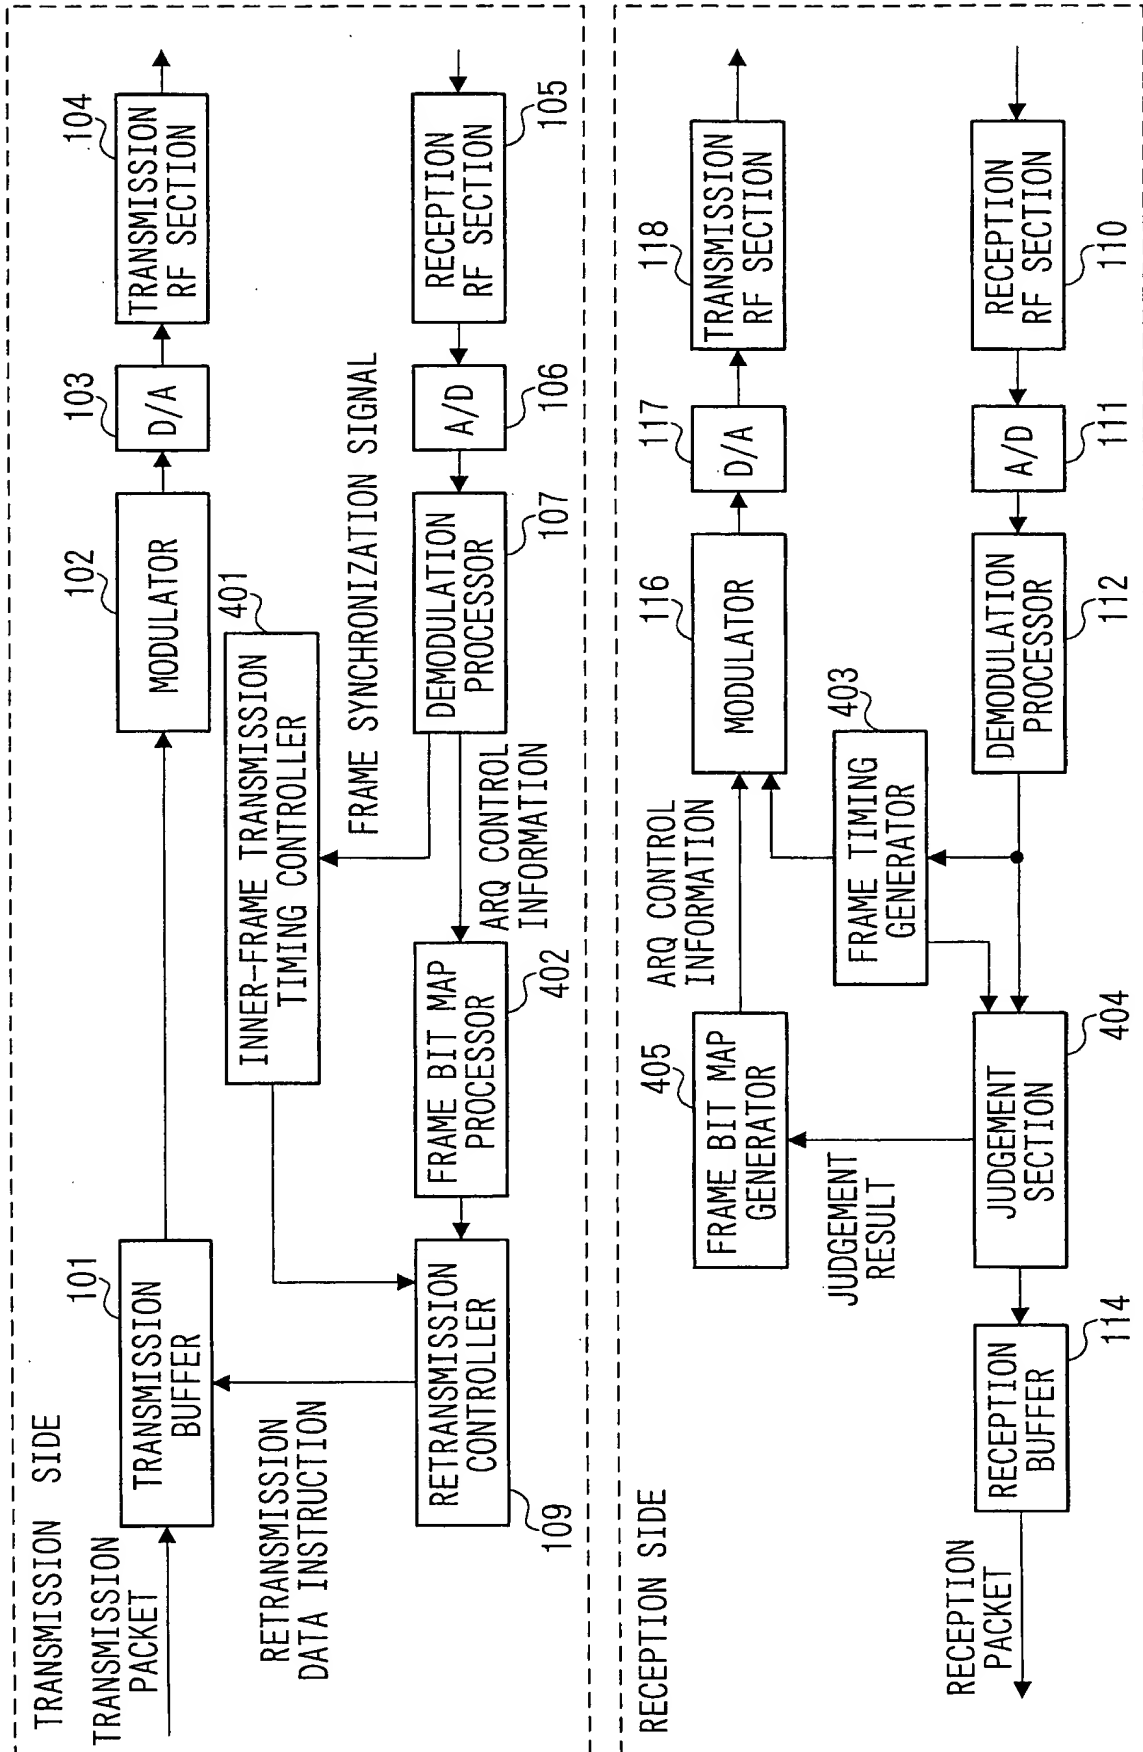 TRANSMISSION SIDE
TRANSMISSION
PACKET
101
TRANSMISSION
BUFFER
102
MODULATOR
103
D/A
104
TRANSMISSION
RF SECTION
401
INNER-FRAME TRANSMISSION
TIMING CONTROLLER
FRAME SYNCHRONIZATION SIGNAL
RETRANSMISSION
DATA INSTRUCTION
RETRANSMISSION
CONTROLLER
109
FRAME BIT MAP
PROCESSOR
402
ARQ CONTROL
INFORMATION
DEMODULATION
PROCESSOR
107
A/D
106
RECEPTION
RF SECTION
105
RECEPTION SIDE
405
FRAME BIT MAP
GENERATOR
ARQ CONTROL
INFORMATION
116
MODULATOR
117
D/A
118
TRANSMISSION
RF SECTION
JUDGEMENT
RESULT
403
FRAME TIMING
GENERATOR
RECEPTION
PACKET
RECEPTION
BUFFER
114
JUDGEMENT
SECTION
404
DEMODULATION
PROCESSOR
112
A/D
111
RECEPTION
RF SECTION
110